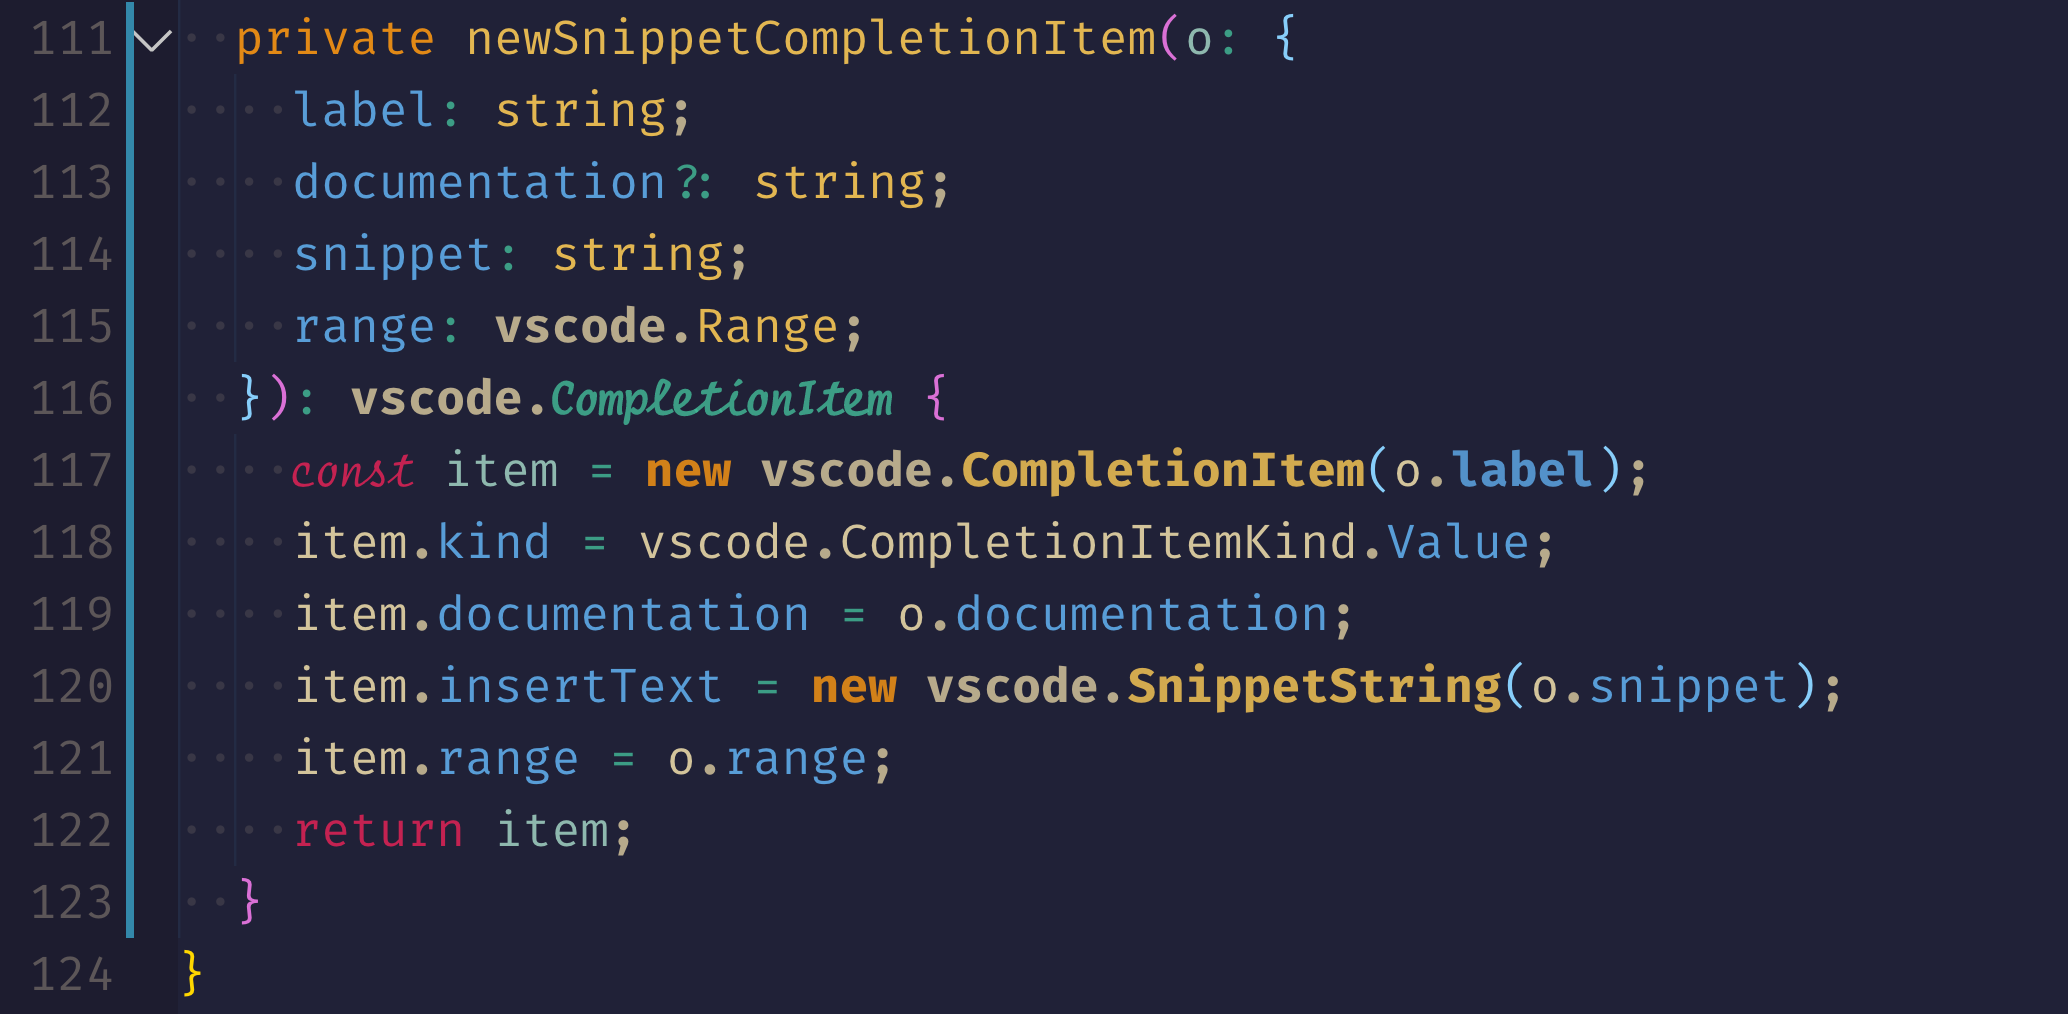 111   private newSnippetCompletionItem(o: {
112     label: string;
113     documentation?: string;
114     snippet: string;
115     range: vscode.Range;
116   }): vscode.CompletionItem {
117     const item = new vscode.CompletionItem(o.label);
118     item.kind = vscode.CompletionItemKind.Value;
119     item.documentation = o.documentation;
120     item.insertText = new vscode.SnippetString(o.snippet);
121     item.range = o.range;
122     return item;
123   }
124 }